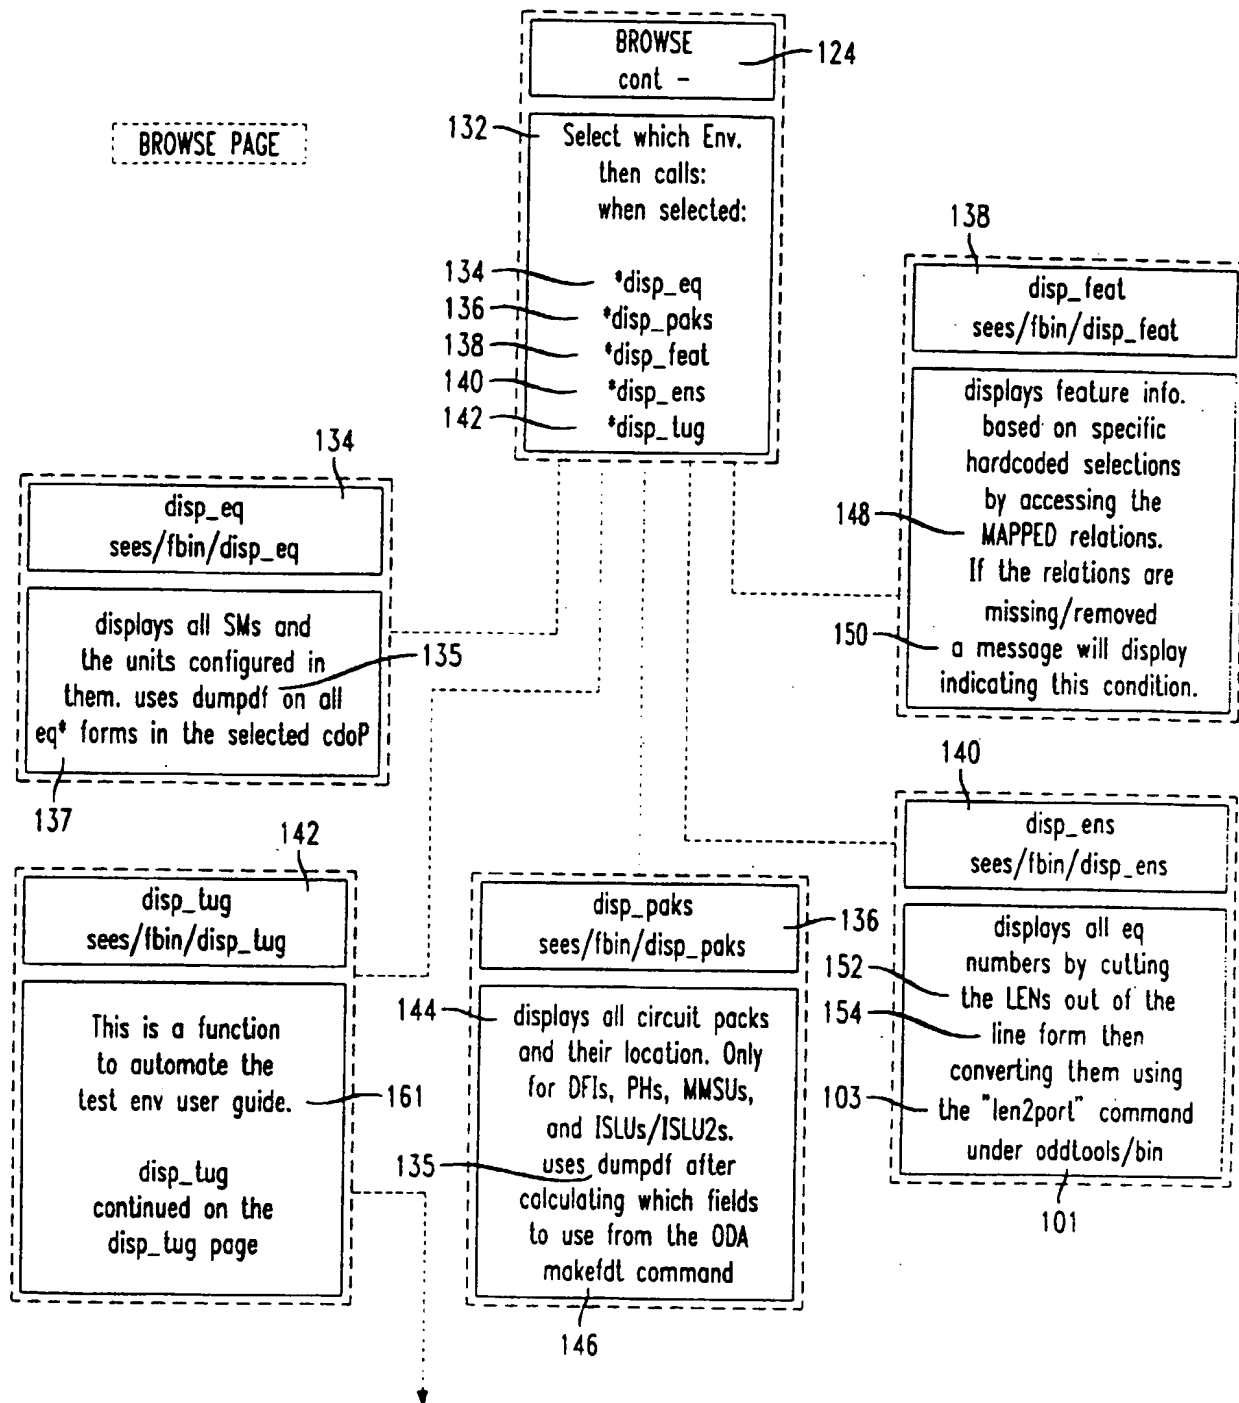 BROWSE
cont -
124
BROWSE PAGE
132
Select which Env.
then calls:
when selected:
134
*disp_eq
136
*disp_paks
138
*disp_feat
140
*disp_ens
142
*disp_tug
138
disp_feat
sees/fbin/disp_feat
displays feature info.
based on specific
hardcoded selections
by accessing the
148
MAPPED relations.
If the relations are
missing/removed
150
a message will display
indicating this condition.
134
disp_eq
sees/fbin/disp_eq
displays all SMs and
the units configured in
135
them. uses dumpdf on all
eq* forms in the selected cdoP
137
142
disp_tug
sees/fbin/disp_tug
This is a function
to automate the
test env user guide.
161
disp_tug
continued on the
disp_tug page
disp_paks
sees/fbin/disp_paks
136
144
displays all circuit packs
and their location. Only
for DFIs, PHs, MMSUs,
and ISLUs/ISLU2s.
135
uses dumpdf after
calculating which fields
to use from the ODA
makefdt command
146
140
disp_ens
sees/fbin/disp_ens
displays all eq
numbers by cutting
152
the LENs out of the
154
line form then
converting them using
103
the "len2port" command
under oddtools/bin
101